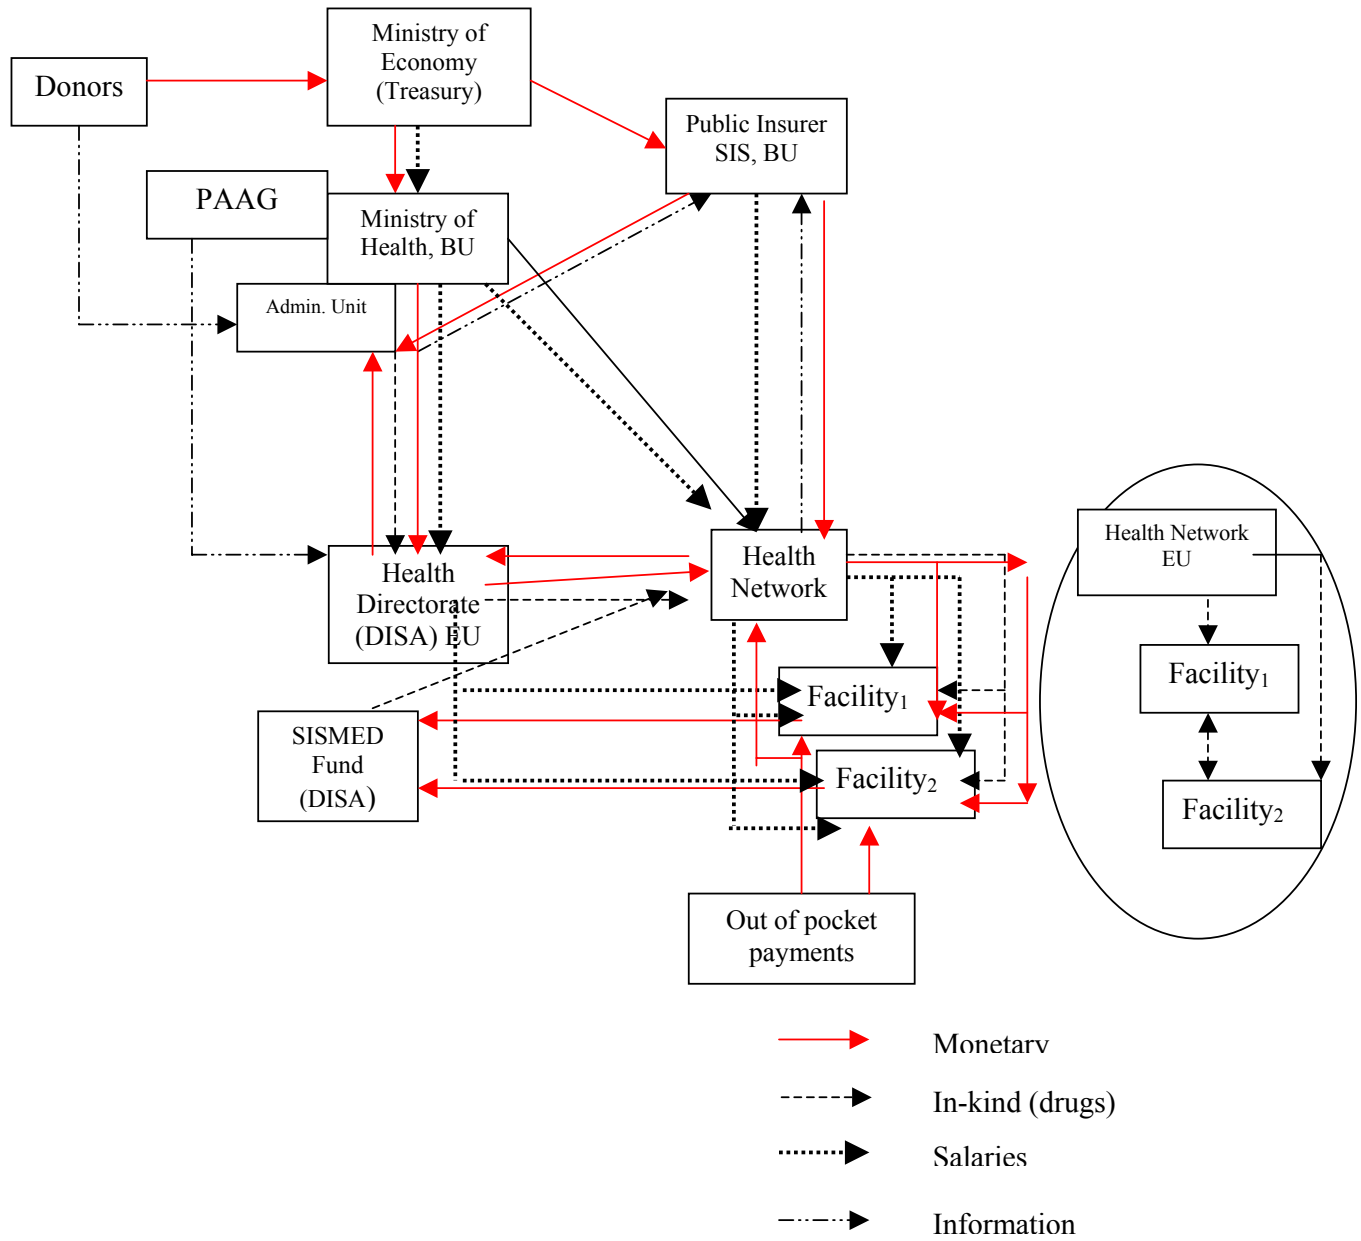 Donors
Ministry of
Economy
(Treasury)
Public Insurer
SIS, BU
PAAG
Ministry of
Health, BU
Admin. Unit
Health
Directorate
(DISA) EU
Health
Network
Health Network
EU
Facility1
Facility2
Facility1
Facility2
SISMED
Fund
(DISA)
Out of pocket
payments
Monetary
In-kind (drugs)
Salaries
Information